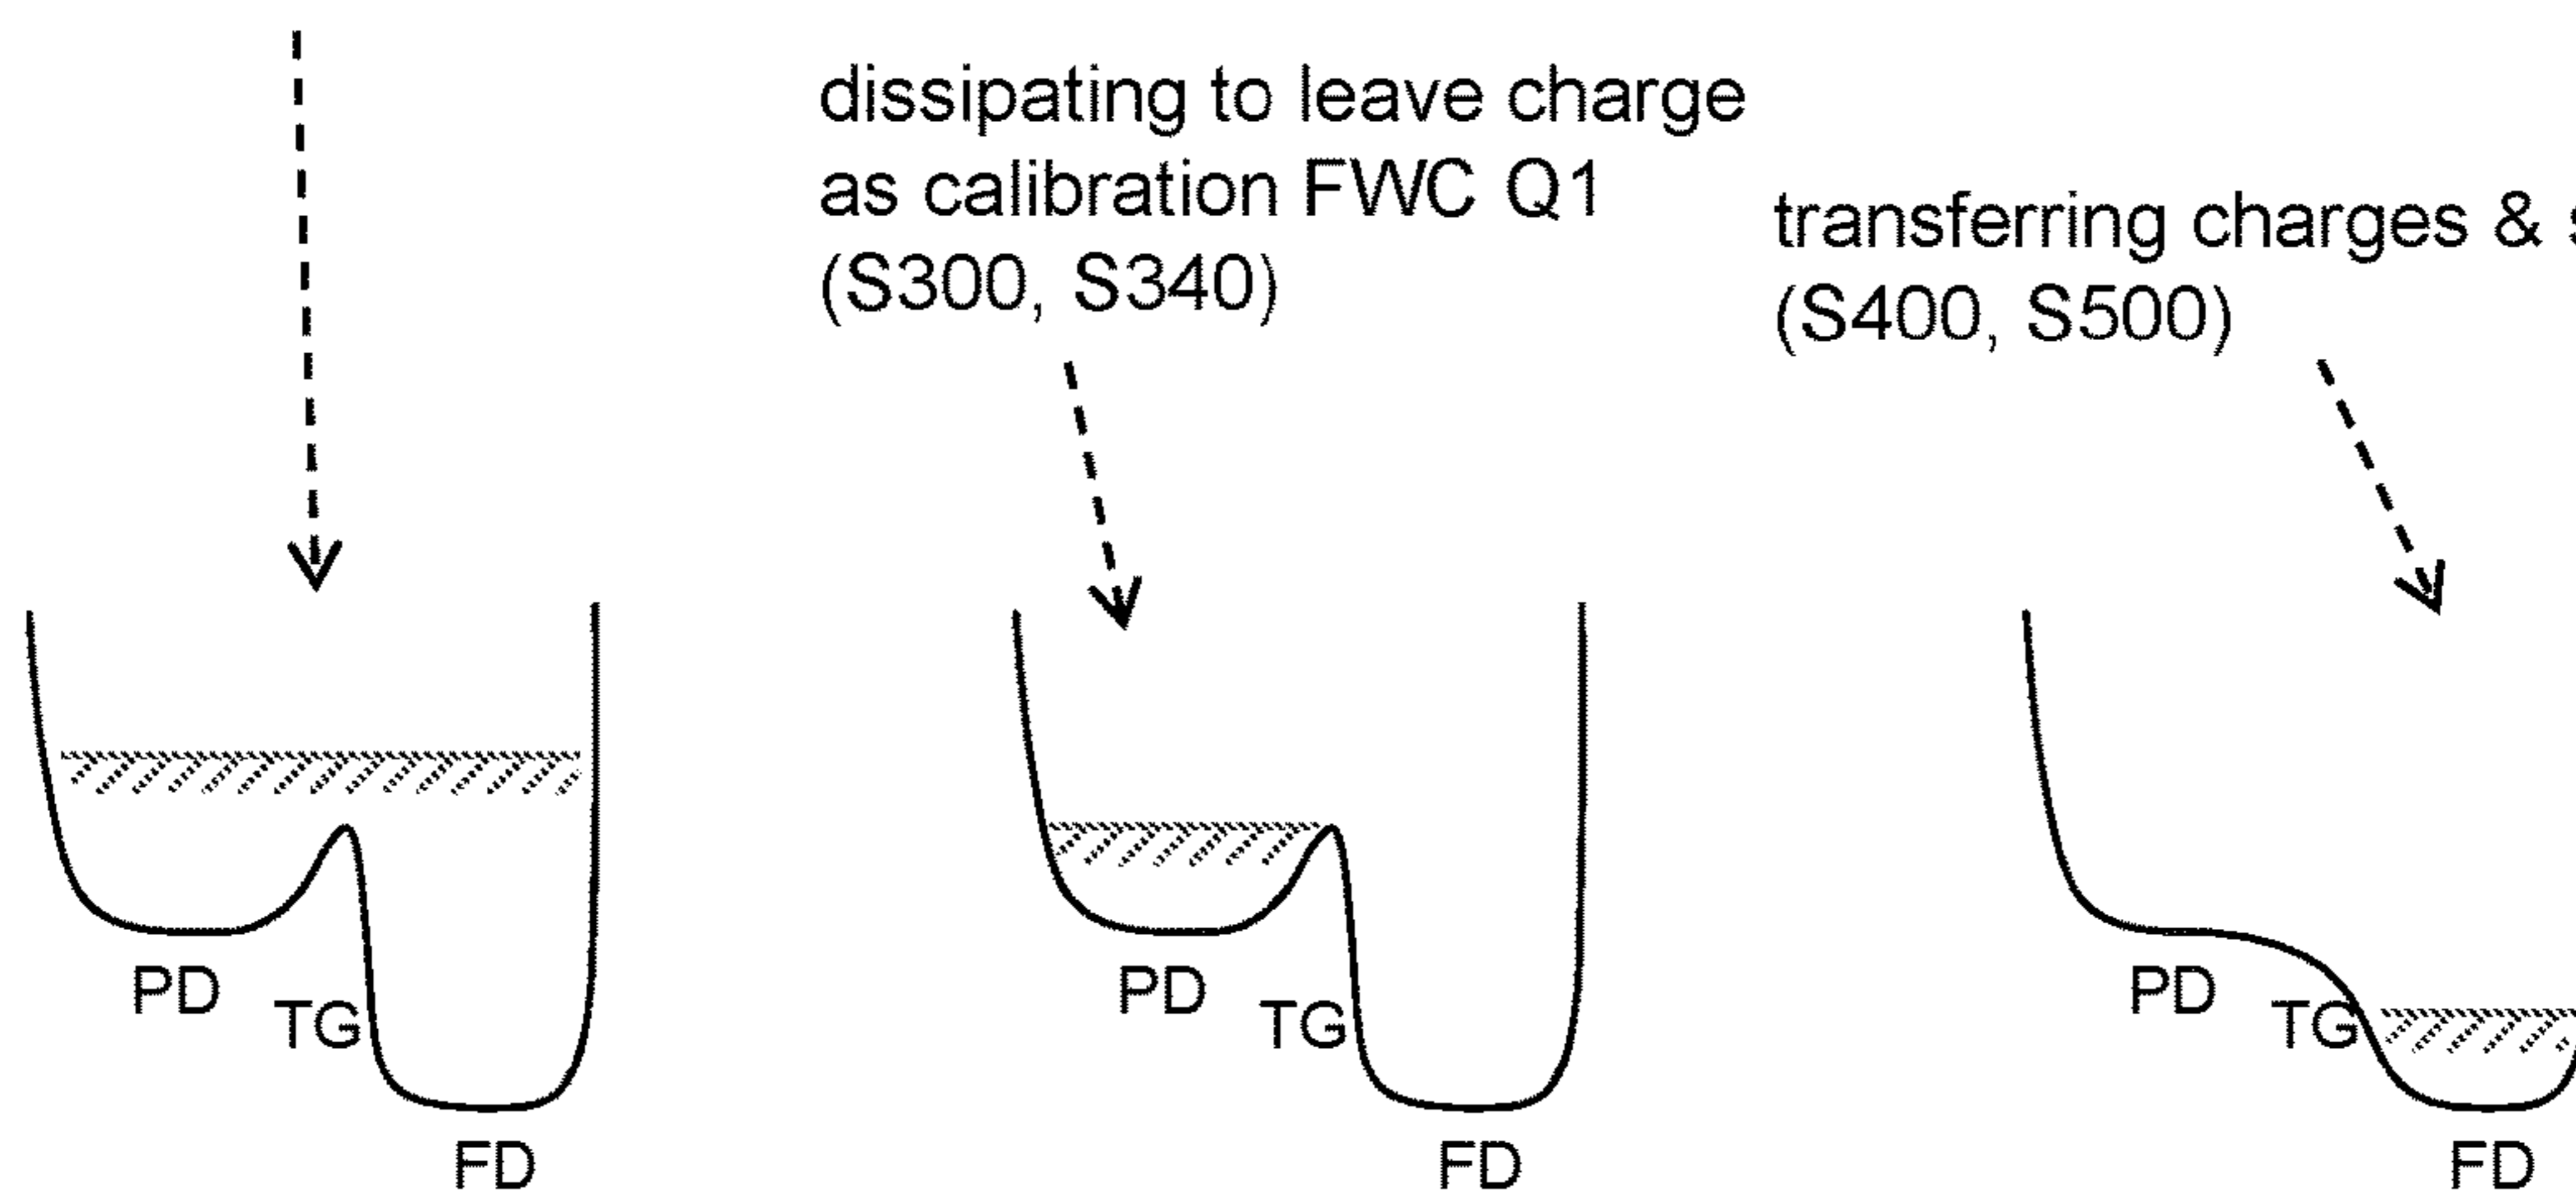 dissipating to leave charge
as calibration FWC Q1
(S300, S340)
transferring charges &
(S400, S500)
PD
TG
FD
PD
TG
FD
PD
TG
FD